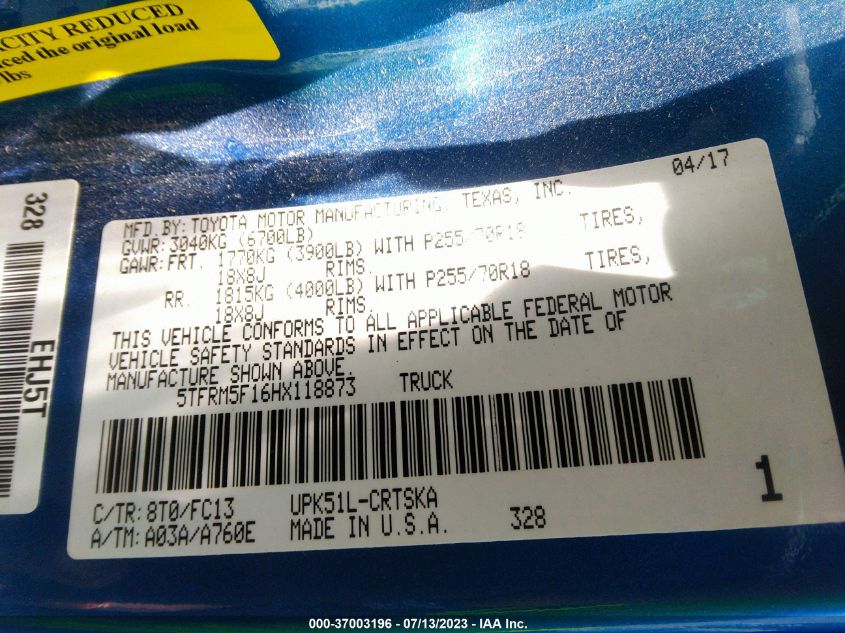 CITY REDUCED
ced the original load
lbs
328
EHJ5T
04/17
MFD. BY: TOYOTA MOTOR MANUFACTURING, TEXAS, INC.
GVWR: 3040KG (6700LB)
GAWR: FRT. 1770KG (3900LB) WITH P255/70R18 TIRES,
18X8J RIMS.
RR. 1815KG (4000LB) WITH P255/70R18 TIRES,
18X8J RIMS.
THIS VEHICLE CONFORMS TO ALL APPLICABLE FEDERAL MOTOR
VEHICLE SAFETY STANDARDS IN EFFECT ON THE DATE OF
MANUFACTURE SHOWN ABOVE.
5TFRM5F16HX118873 TRUCK
C/TR: 8T0/FC13 UPK51L-CRTSKA
A/TM: A03A/A760E MADE IN U.S.A. 328
1
000-37003196 - 07/13/2023 - IAA Inc.